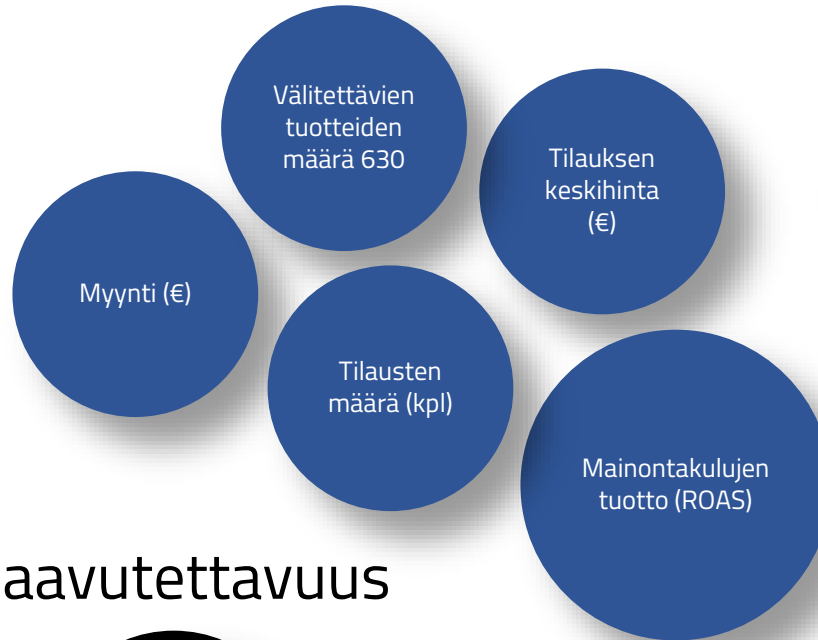 Välitettävien
tuotteiden
määrä 630
Tilauksen
keskihinta
(€)
Myynti (€)
Tilausten
määrä (kpl)
Mainontakulujen
tuotto (ROAS)
aavutettavuus